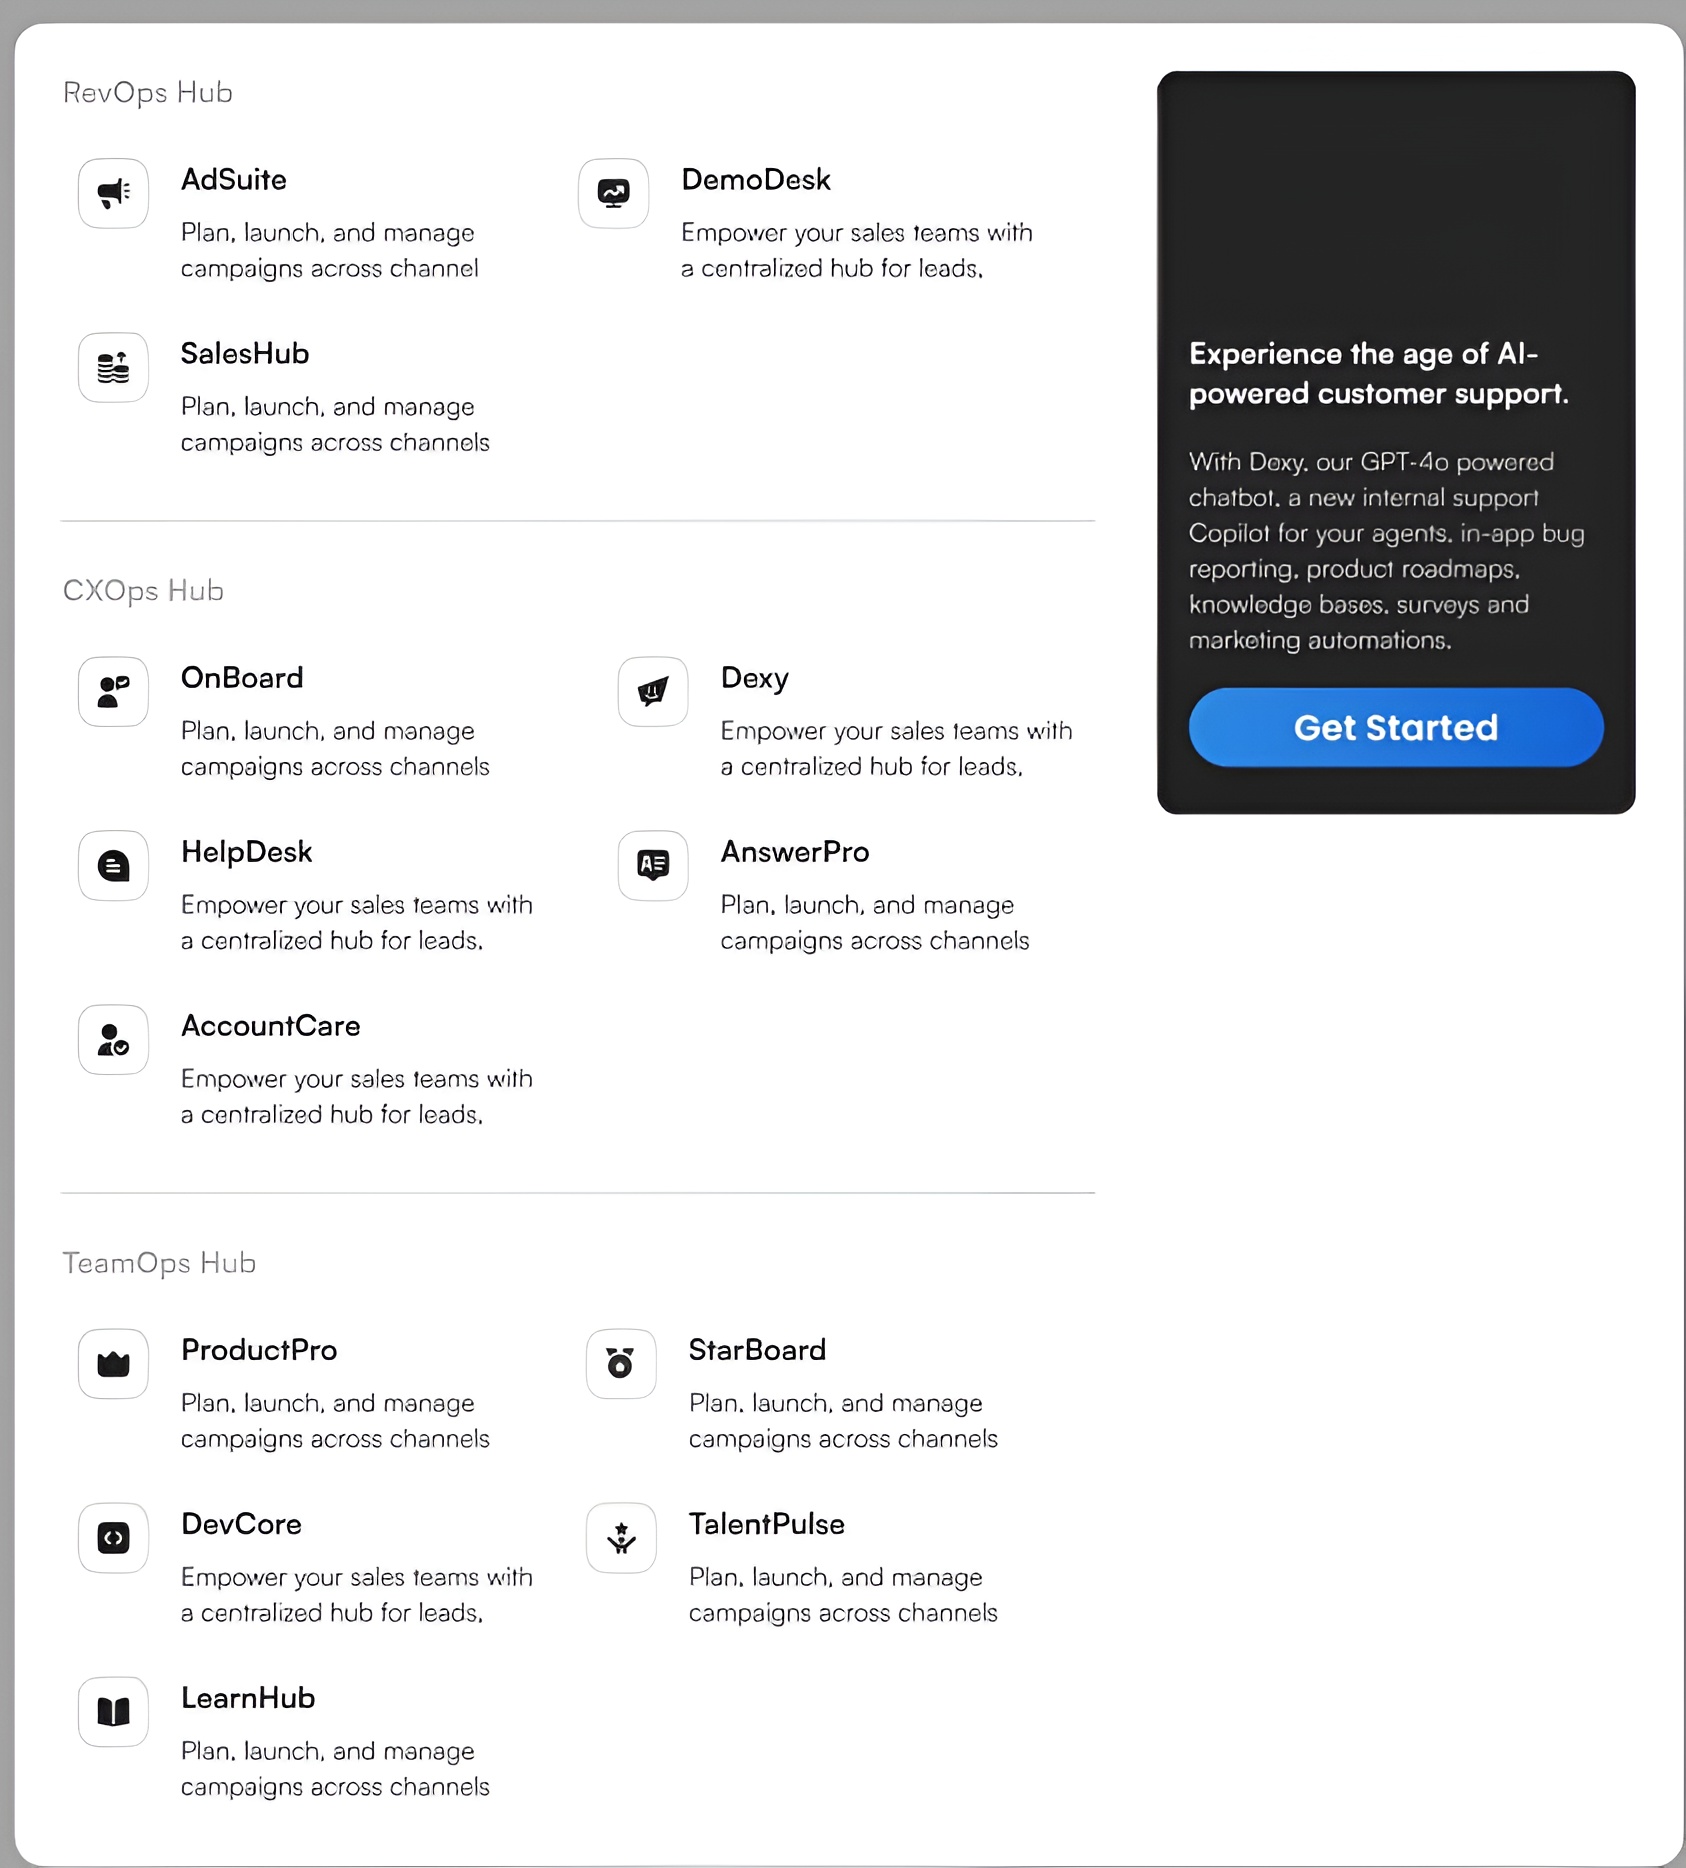 RevOps Hub
AdSuite
Plan, launch, and manage
campaigns across channel
DemoDesk
Empower your sales teams with
a centralized hub for leads.
SalesHub
Plan, launch, and manage
campaigns across channels
CXOps Hub
OnBoard
Plan, launch, and manage
campaigns across channels
Dexy
Empower your sales teams with
a centralized hub for leads.
HelpDesk
Empower your sales teams with
a centralized hub for leads.
AnswerPro
Plan, launch, and manage
campaigns across channels
AccountCare
Empower your sales teams with
a centralized hub for leads.
TeamOps Hub
ProductPro
Plan, launch, and manage
campaigns across channels
StarBoard
Plan, launch, and manage
campaigns across channels
DevCore
Empower your sales teams with
a centralized hub for leads.
TalentPulse
Plan, launch, and manage
campaigns across channels
LearnHub
Plan, launch, and manage
campaigns across channels
Experience the age of AI-
powered customer support.
With Dexy, our GPT-4o powered
chatbot, a new internal support
Copilot for your agents, in-app bug
reporting, product roadmaps,
knowledge bases, surveys and
marketing automations.
Get Started